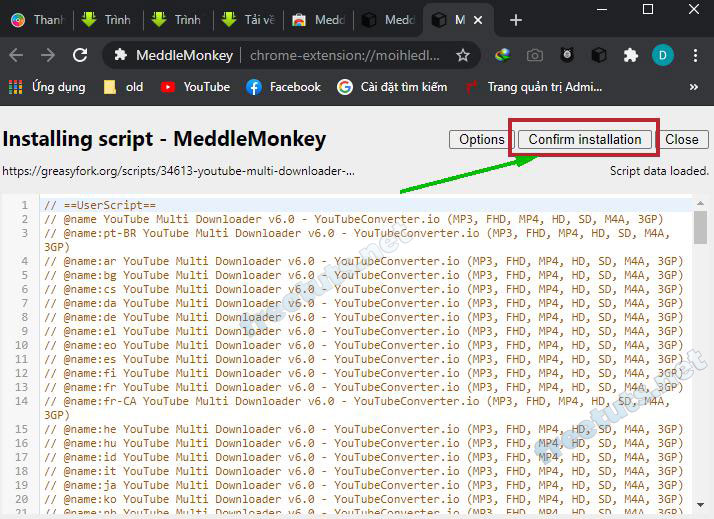 Thanh
Trình
Trình
Tải về
[Med
Medd
M
MeddleMonkey
chrome-extension://moihledl...
D
Ứng dụng
old
YouTube
Facebook
Cài đặt tìm kiếm
Trang quản trị Admi...
»
Installing script - MeddleMonkey
Options
Confirm installation
Close
https://greasyfork.org/scripts/34613-youtube-multi-downloader-...
Script data loaded.
1 // ==UserScript==
2 // @name YouTube Multi Downloader v6.0 - YouTubeConverter.io (MP3, FHD, MP4, HD, SD, M4A, 3GP)
3 // @name:pt-BR YouTube Multi Downloader v6.0 - YouTubeConverter.io (MP3, FHD, MP4, HD, SD, M4A,
3GP)
4 // @name:ar YouTube Multi Downloader v6.0 - YouTubeConverter.io (MP3, FHD, MP4, HD, SD, M4A, 3GP)
5 // @name:bg YouTube Multi Downloader v6.0 - YouTubeConverter.io (MP3, FHD, MP4, HD, SD, M4A, 3GP)
6 // @name:cs YouTube Multi Downloader v6.0 - YouTubeConverter.io (MP3, FHD, MP4, HD, SD, M4A, 3GP)
7 // @name:da YouTube Multi Downloader v6.0 - YouTubeConverter.io (MP3, FHD, MP4, HD, SD, M4A, 3GP)
8 // @name:de YouTube Multi Downloader v6.0 - YouTubeConverter.io (MP3, FHD, MP4, HD, SD, M4A, 3GP)
9 // @name:el YouTube Multi Downloader v6.0 - YouTubeConverter.io (MP3, FHD, MP4, HD, SD, M4A, 3GP)
10 // @name:eo YouTube Multi Downloader v6.0 - YouTubeConverter.io (MP3, FHD, MP4, HD, SD, M4A, 3GP)
11 // @name:es YouTube Multi Downloader v6.0 - YouTubeConverter.io (MP3, FHD, MP4, HD, SD, M4A, 3GP)
12 // @name:fi YouTube Multi Downloader v6.0 - YouTubeConverter.io (MP3, FHD, MP4, HD, SD, M4A, 3GP)
13 // @name:fr YouTube Multi Downloader v6.0 - YouTubeConverter.io (MP3, FHD, MP4, HD, SD, M4A, 3GP)
14 // @name:fr-CA YouTube Multi Downloader v6.0 - YouTubeConverter.io (MP3, FHD, MP4, HD, SD, M4A,
3GP)
15 // @name:he YouTube Multi Downloader v6.0 - YouTubeConverter.io (MP3, FHD, MP4, HD, SD, M4A, 3GP)
16 // @name:hu YouTube Multi Downloader v6.0 - YouTubeConverter.io (MP3, FHD, MP4, HD, SD, M4A, 3GP)
17 // @name:id YouTube Multi Downloader v6.0 - YouTubeConverter.io (MP3, FHD, MP4, HD, SD, M4A, 3GP)
18 // @name:it YouTube Multi Downloader v6.0 - YouTubeConverter.io (MP3, FHD, MP4, HD, SD, M4A, 3GP)
19 // @name:ja YouTube Multi Downloader v6.0 - YouTubeConverter.io (MP3, FHD, MP4, HD, SD, M4A, 3GP)
20 // @name:ko YouTube Multi Downloader v6.0 - YouTubeConverter.io (MP3, FHD, MP4, HD, SD, M4A, 3GP)
21 // @name:nb YouTube Multi Downloader v6.0 - YouTubeConverter.io (MP3, FHD, MP4, HD, SD, M4A, 3GP)
freetuts.net
freetuts.net